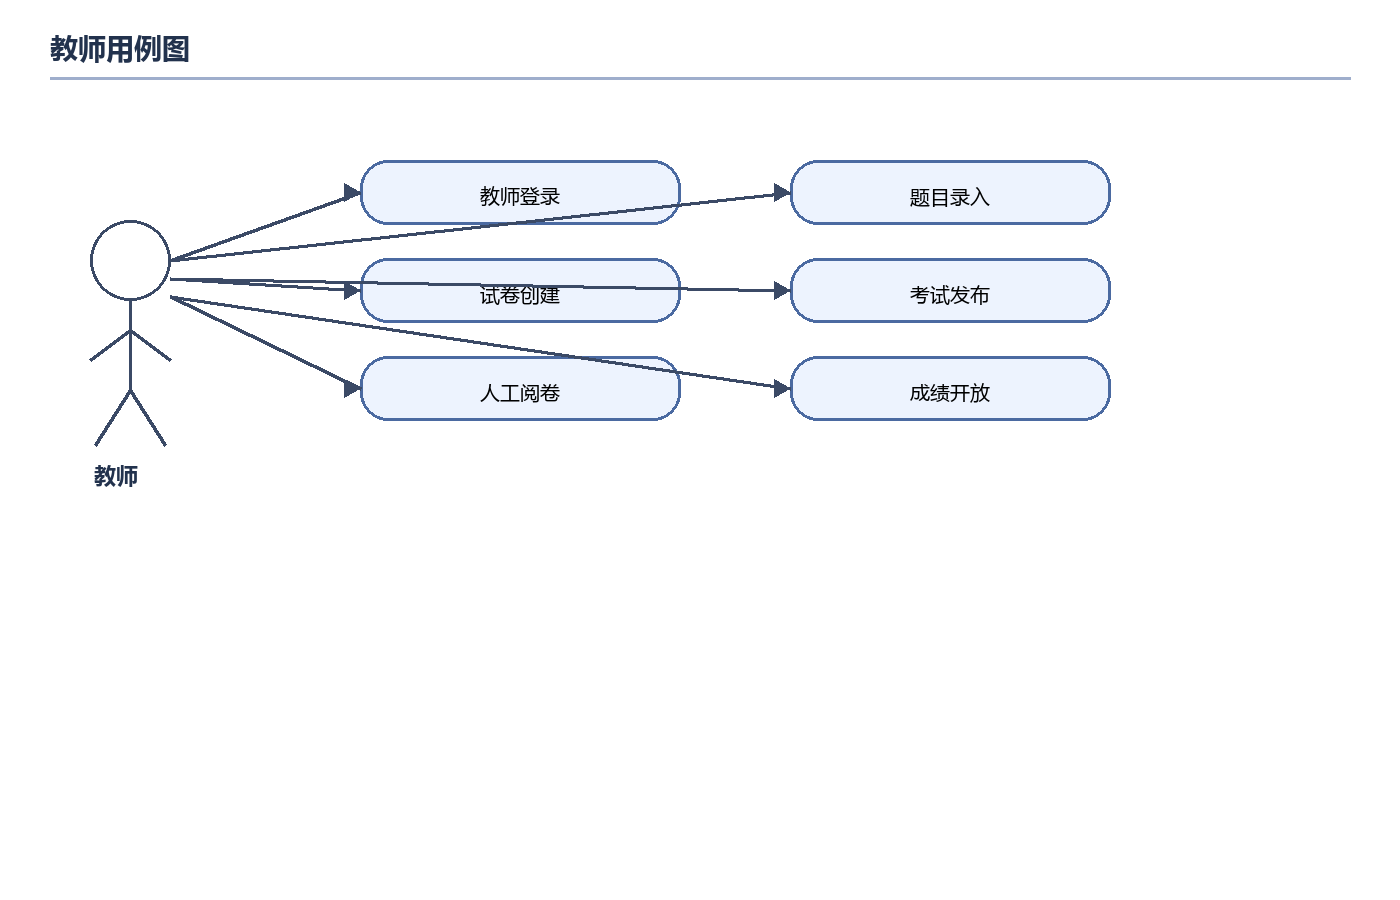 教师用例图
教师登录
题目录入
试卷创建
考试发布
人工阅卷
成绩开放
教师